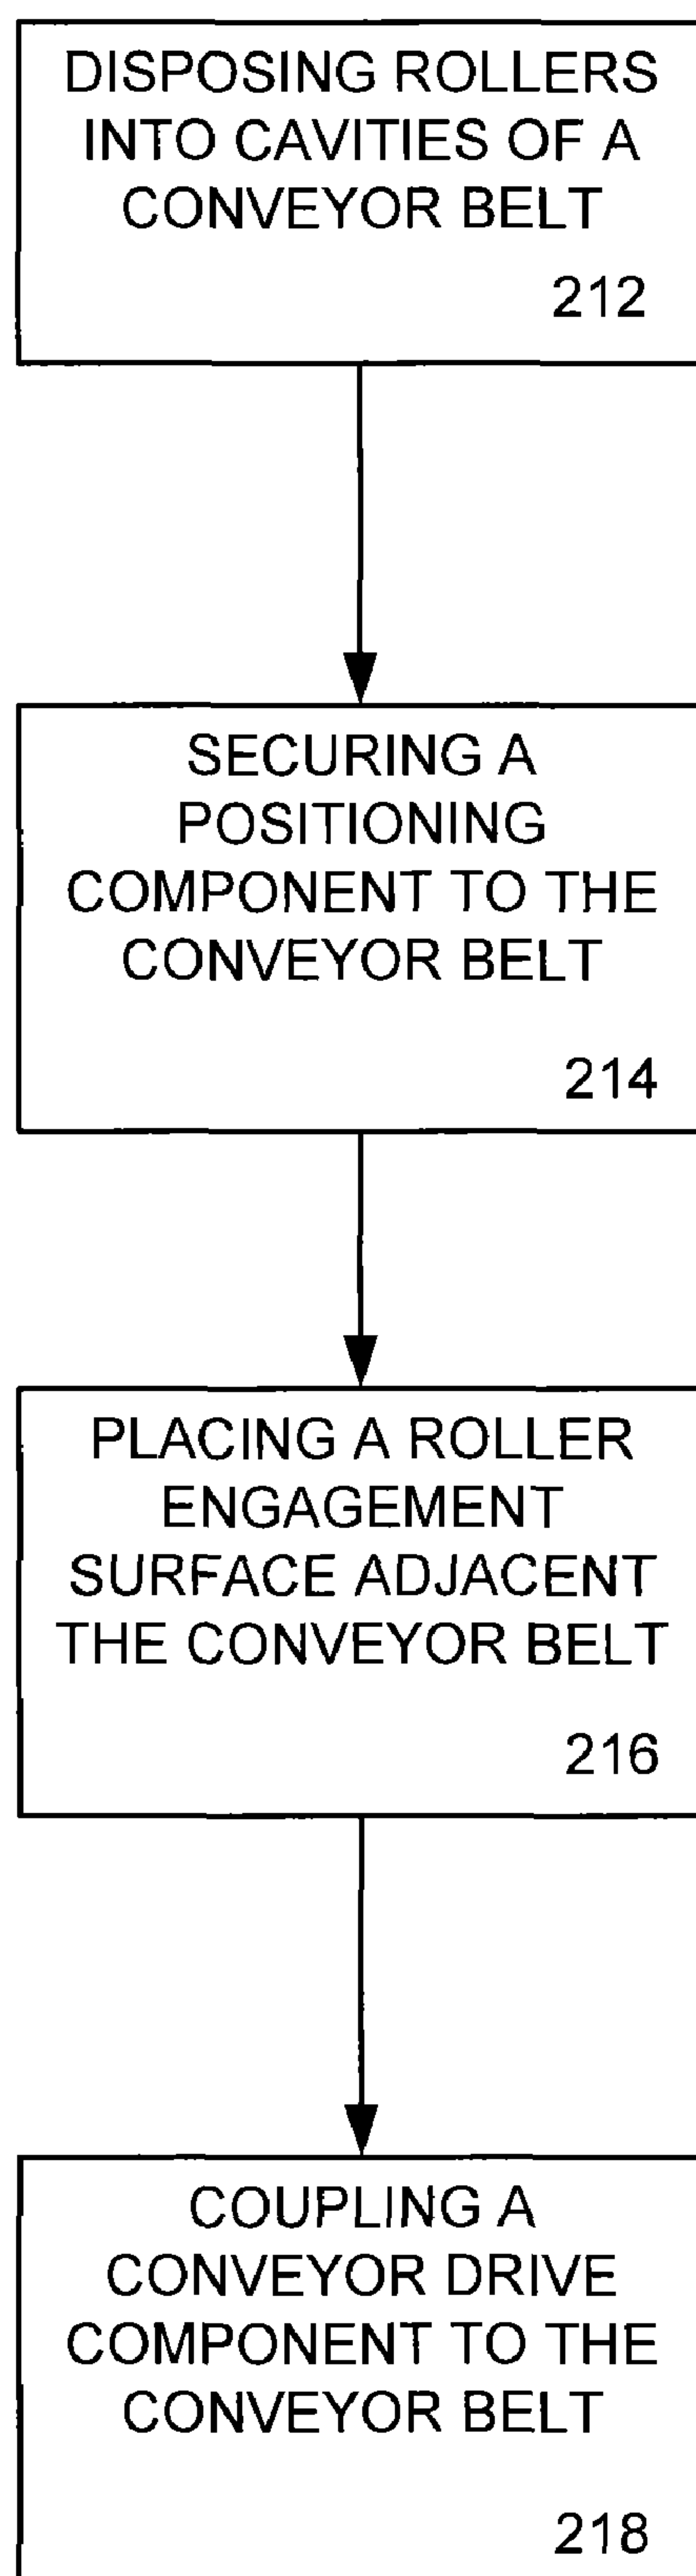 DISPOSING ROLLERS
INTO CAVITIES OF A
CONVEYOR BELT
212
SECURING A
POSITIONING
COMPONENT TO THE
CONVEYOR BELT
214
PLACING A ROLLER
ENGAGEMENT
SURFACE ADJACENT
THE CONVEYOR BELT
216
COUPLING A
CONVEYOR DRIVE
COMPONENT TO THE
CONVEYOR BELT
218